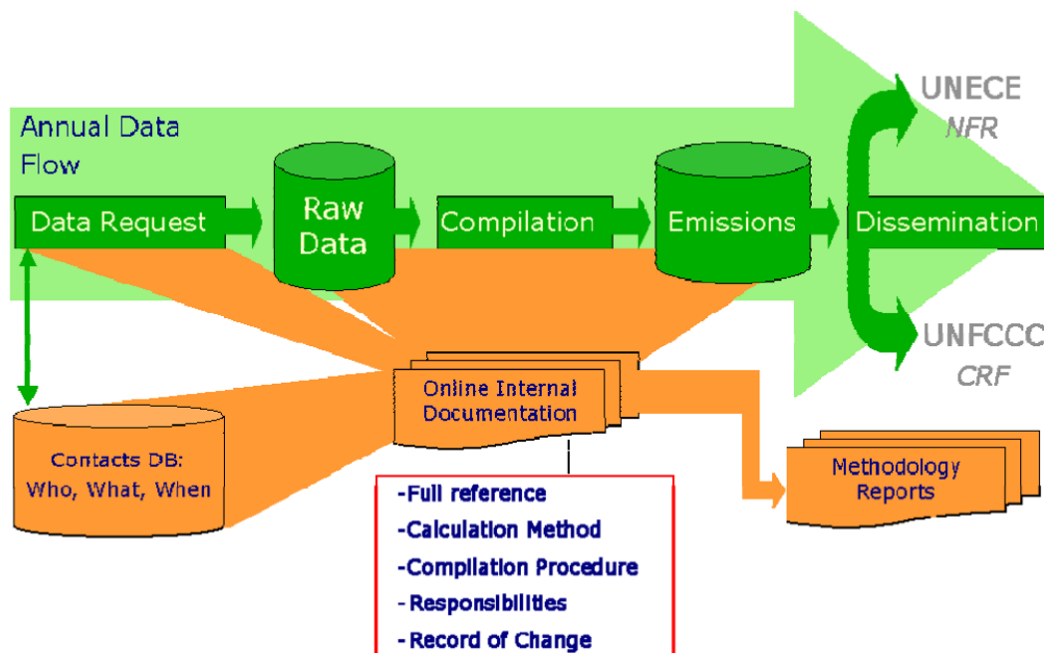 Annual Data
Flow
UNECE
NFR
Data Request
Raw
Data
Compilation
Emissions
Dissemination
UNFCCC
CRF
Online Internal
Documentation
Contacts DB:
Who, What, When
Methodology
Reports
-Full reference
-Calculation Method
-Compilation Procedure
-Responsibilities
-Record of Change